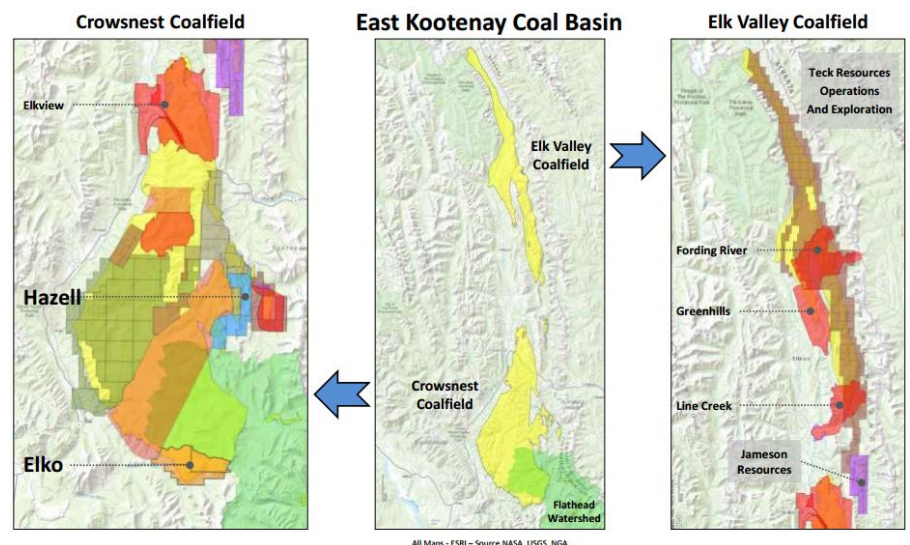 Crowsnest Coalfield
East Kootenay Coal Basin
Elk Valley Coalfield
Elkview
Hazell
Elko
Elk Valley
Coalfield
Crowsnest
Coalfield
Flathead
Watershed
Teck Resources
Operations
And Exploration
Fording River
Greenhills
Line Creek
Jameson
Resources
All Maps - ESRI – Source NASA, USGS, NGA